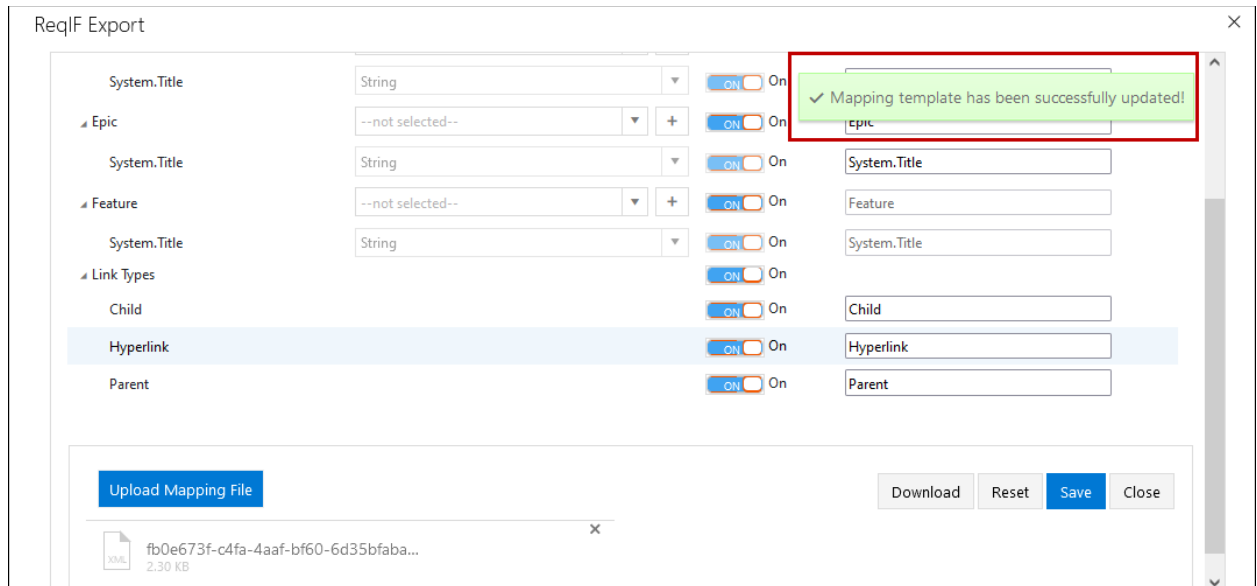 ReqIF Export
System.Title String ON On
✓ Mapping template has been successfully updated!
Epic --not selected-- + ON On Epic
System.Title String ON On System.Title
Feature --not selected-- + ON On Feature
System.Title String ON On System.Title
Link Types ON On
Child ON On Child
Hyperlink ON On Hyperlink
Parent ON On Parent
Upload Mapping File Download Reset Save Close
XML fb0e673f-c4fa-4aaf-bf60-6d35bfaba...
2.30 KB